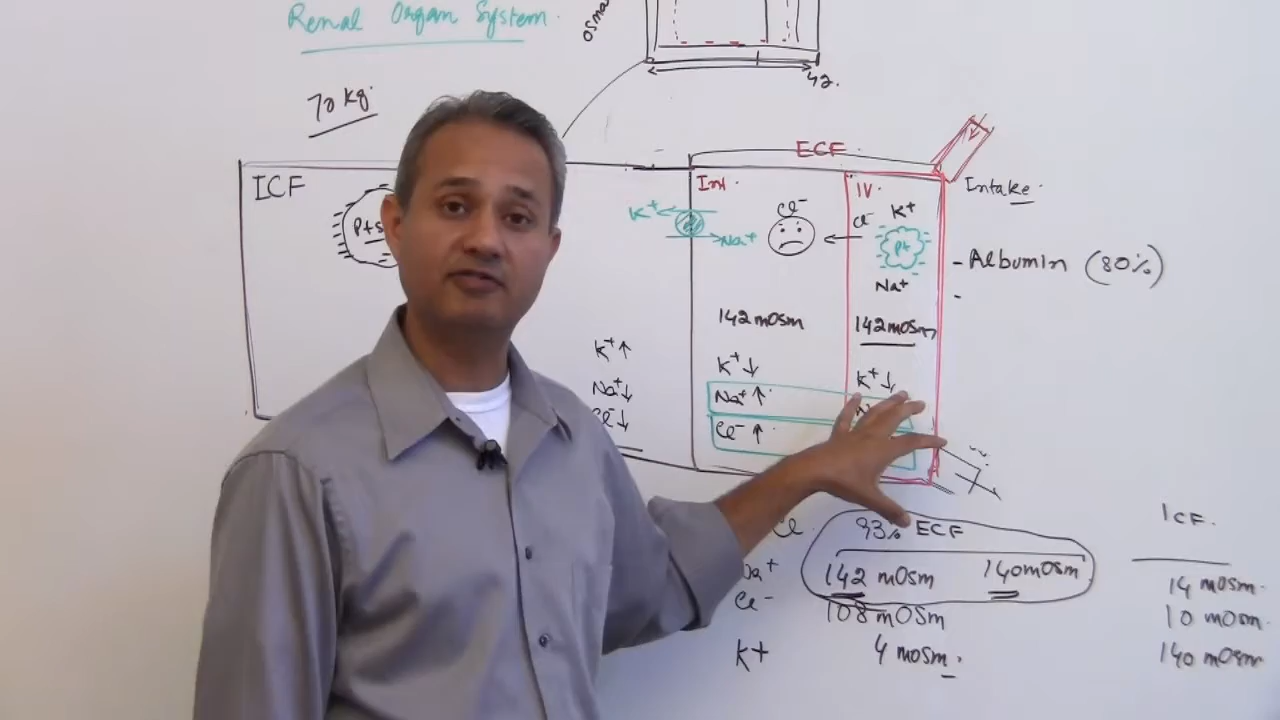 Renal Organ System.
osma
42.
70 kg.
ECF
ICF
Int.
IV.
Intake.
Pts
K+
Na+
Cl-
Cl-
K+
Pt
Na+
- Albumin (80%)
-
142 mOsm
142 mOsm
K+ ↑
Na+ ↓
Cl- ↓
K+ ↓
Na+ ↑
Cl- ↑
K+ ↓
93% ECF
ICF.
142 mOsm
140 mOsm
14 mOsm.
Cl-
108 mOsm
10 mOsm.
K+
4 mOsm.
140 mOsm